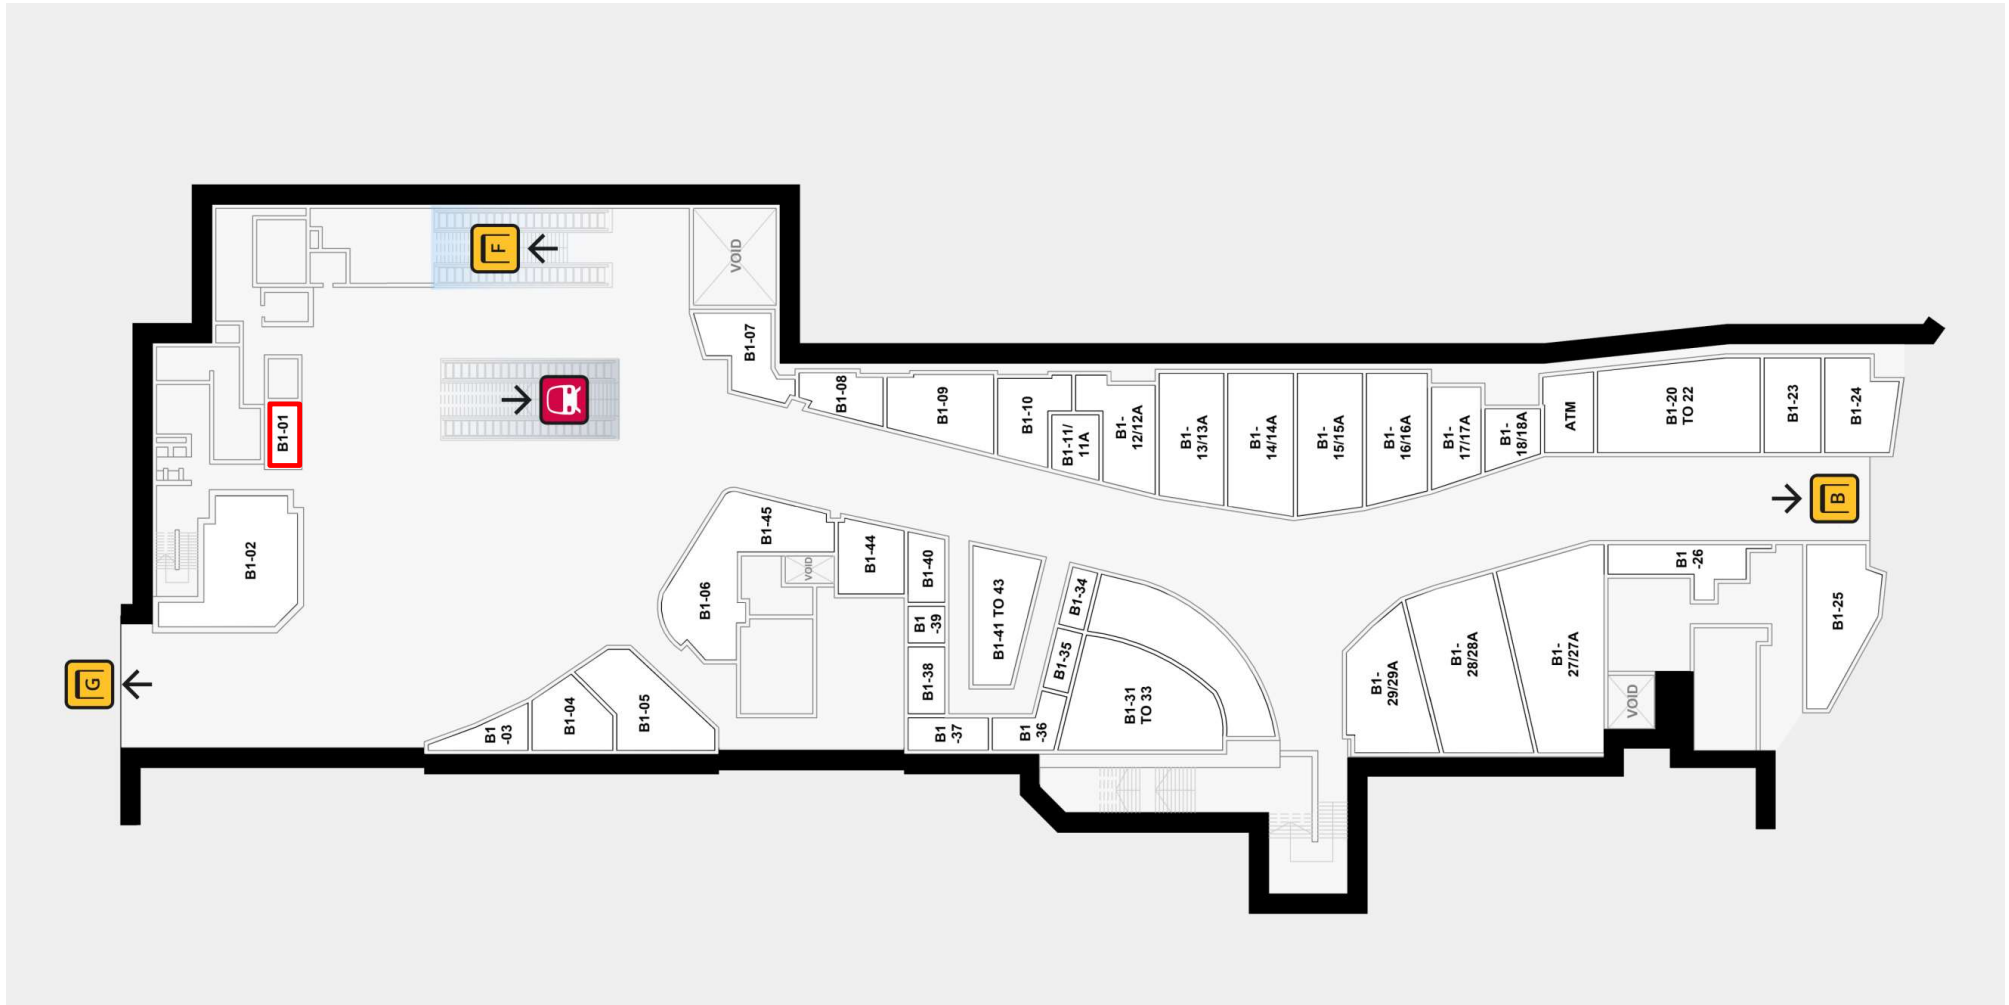 F
VOID
B1-07
B1-01
B1-08
B1-09
B1-10
B1-11/
11A
B1-
12/12A
B1-
13/13A
B1-
14/14A
B1-
15/15A
B1-
16/16A
B1-
17/17A
B1-
18/18A
ATM
B1-20
TO 22
B1-23
B1-24
B
B1-02
B1-45
B1-06
VOID
B1-44
B1-40
B1
-39
B1-38
B1-41 TO 43
B1-34
B1-35
B1-31
TO 33
B1
-36
B1
-37
B1-
29/29A
B1-
28/28A
B1-
27/27A
B1
-26
B1-25
VOID
G
B1
-03
B1-04
B1-05